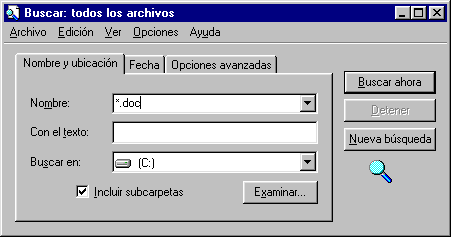 Buscar: todos los archivos
Archivo Edición Ver Opciones Ayuda
Nombre y ubicación Fecha Opciones avanzadas
Nombre: *.doc
Con el texto:
Buscar en: (C:)
Incluir subcarpetas Examinar...
Buscar ahora
Detener
Nueva búsqueda